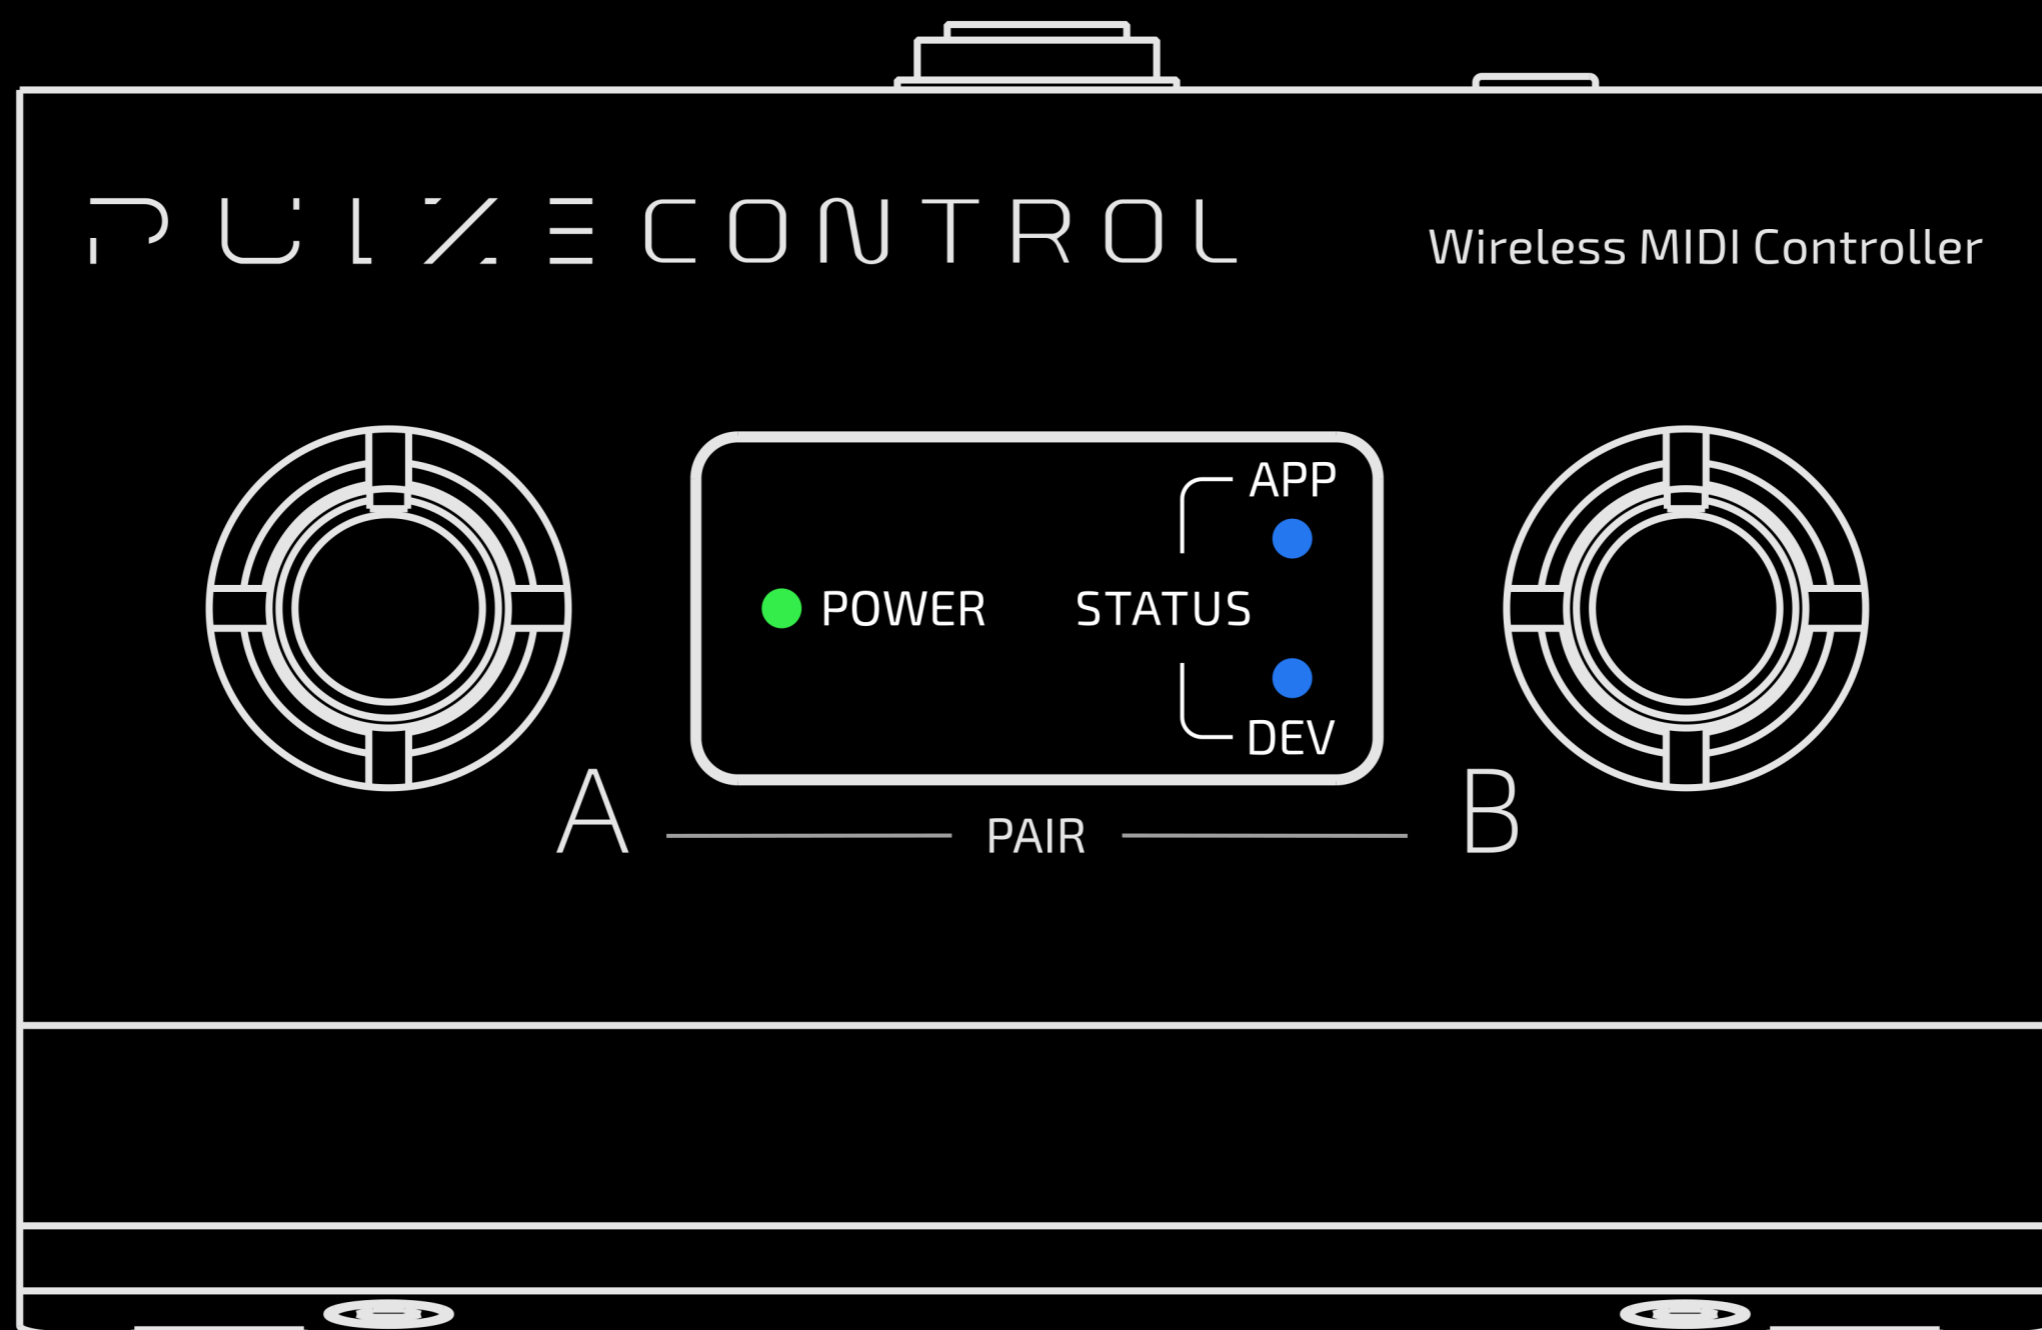 PULZE CONTROL
Wireless MIDI Controller
APP
POWER
STATUS
DEV
A
PAIR
B